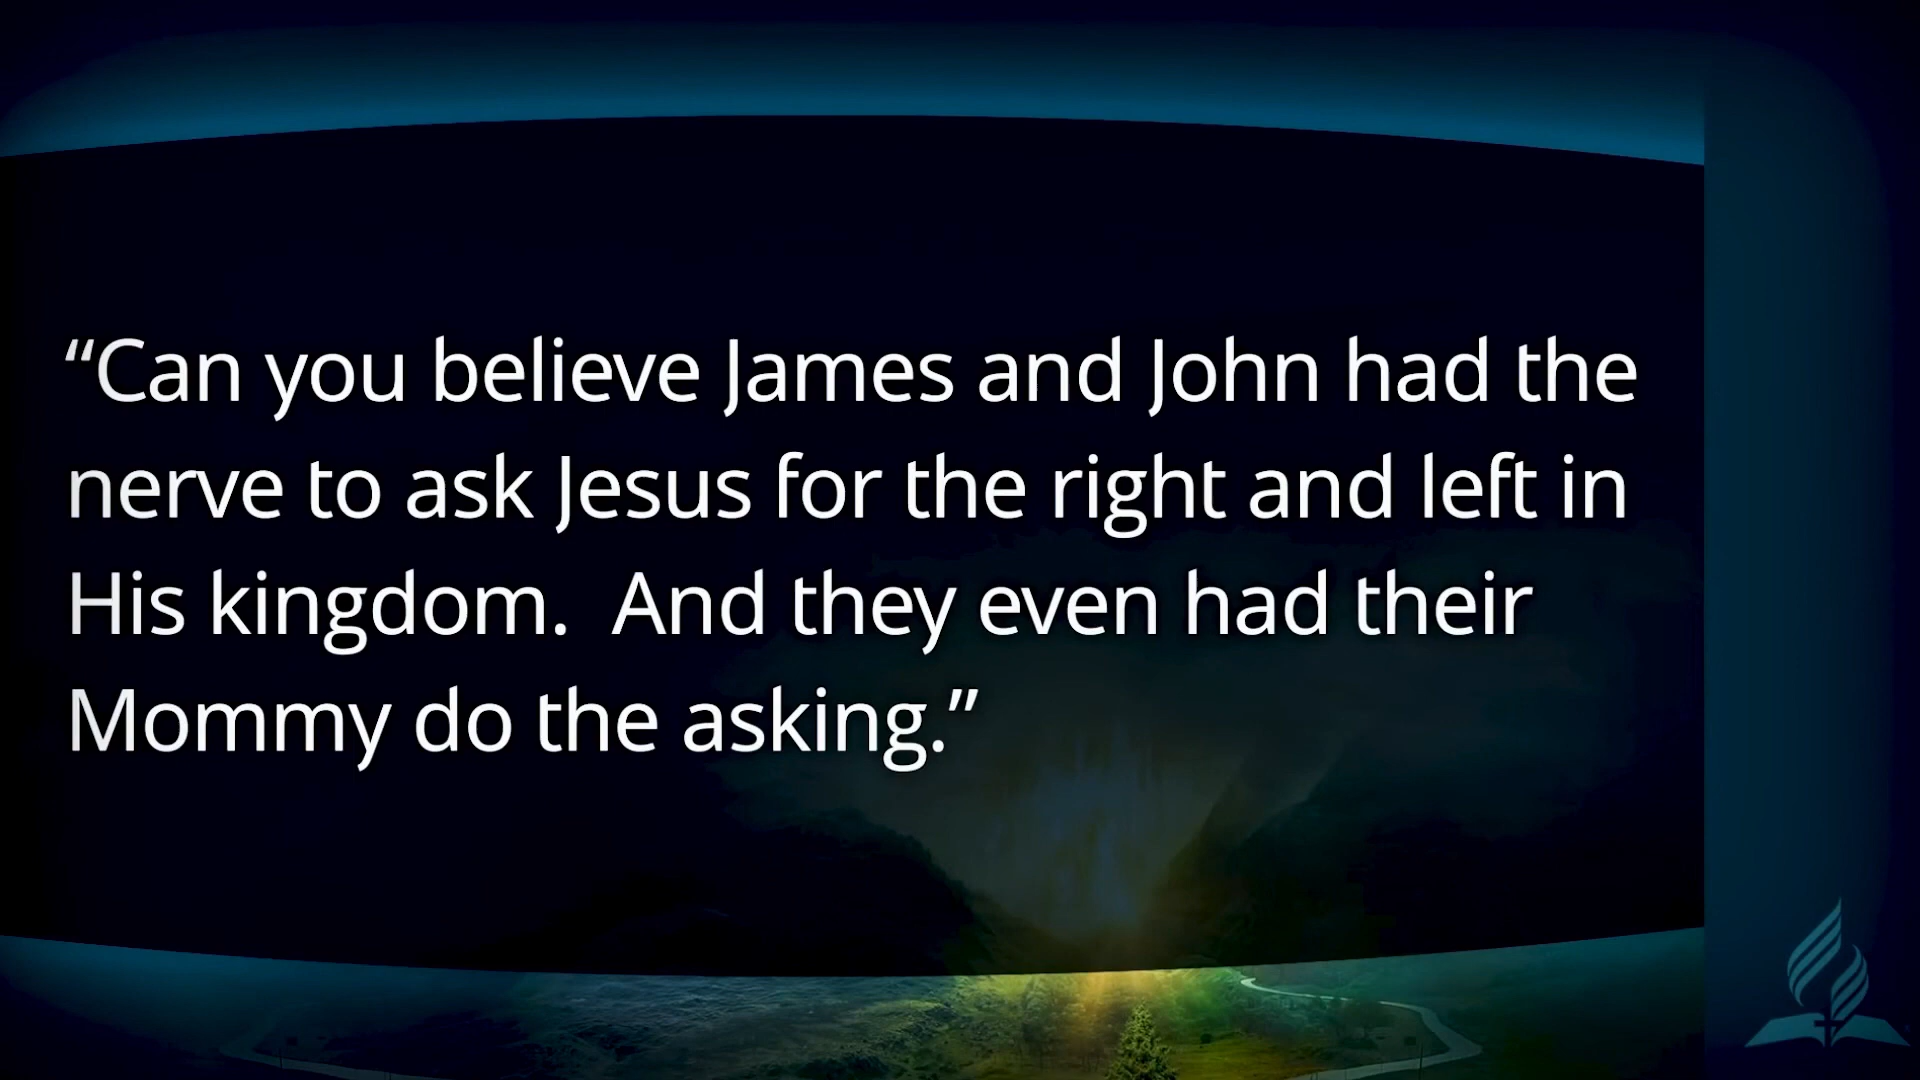 “Can you believe James and John had the
nerve to ask Jesus for the right and left in
His kingdom.  And they even had their
Mommy do the asking.”